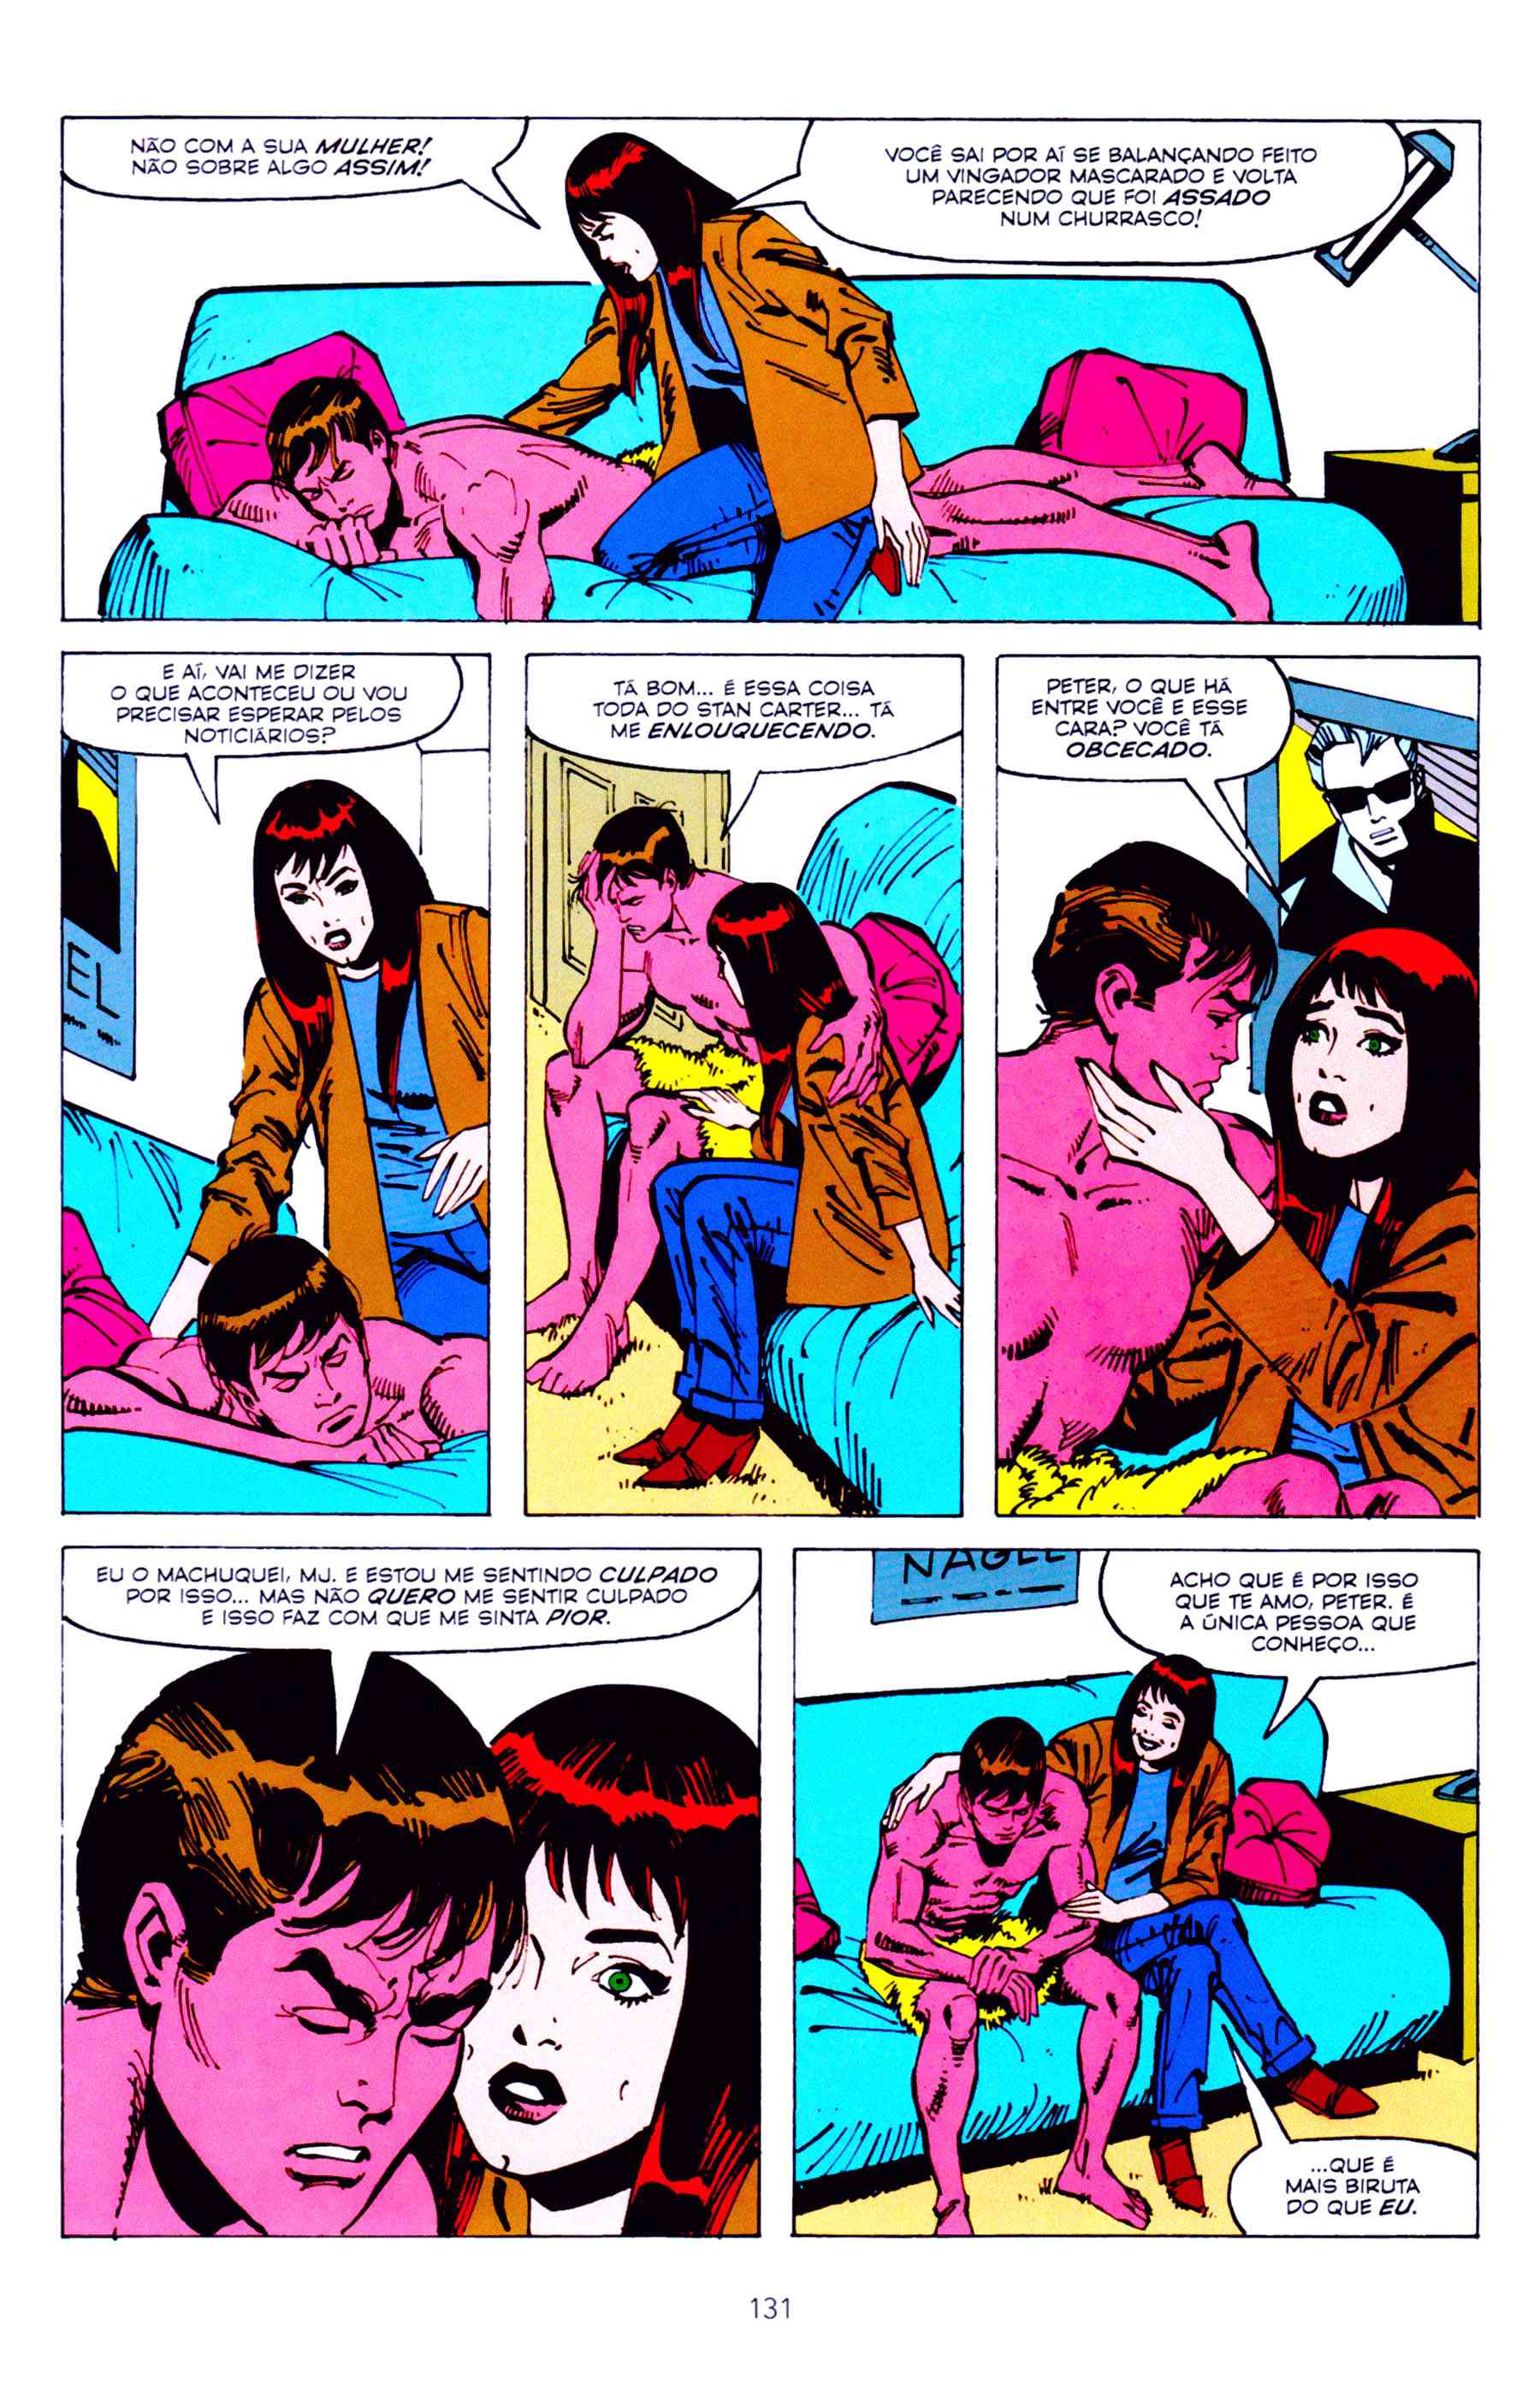 NÃO COM A SUA MULHER!
NÃO SOBRE ALGO ASSIM!
VOCÊ SAI POR AÍ SE BALANÇANDO FEITO
UM VINGADOR MASCARADO E VOLTA
PARECENDO QUE FOI ASSADO
NUM CHURRASCO!
E AÍ, VAI ME DIZER
O QUE ACONTECEU OU VOU
PRECISAR ESPERAR PELOS
NOTICIÁRIOS?
EL
TÁ BOM... É ESSA COISA
TODA DO STAN CARTER... TÁ
ME ENLOUQUECENDO.
PETER, O QUE HÁ
ENTRE VOCÊ E ESSE
CARA? VOCÊ TÁ
OBCECADO.
EU O MACHUQUEI, MJ. E ESTOU ME SENTINDO CULPADO
POR ISSO... MAS NÃO QUERO ME SENTIR CULPADO
E ISSO FAZ COM QUE ME SINTA PIOR.
NAGEL
ACHO QUE É POR ISSO
QUE TE AMO, PETER. É
A ÚNICA PESSOA QUE
CONHEÇO...
...QUE É
MAIS BIRUTA
DO QUE EU.
131